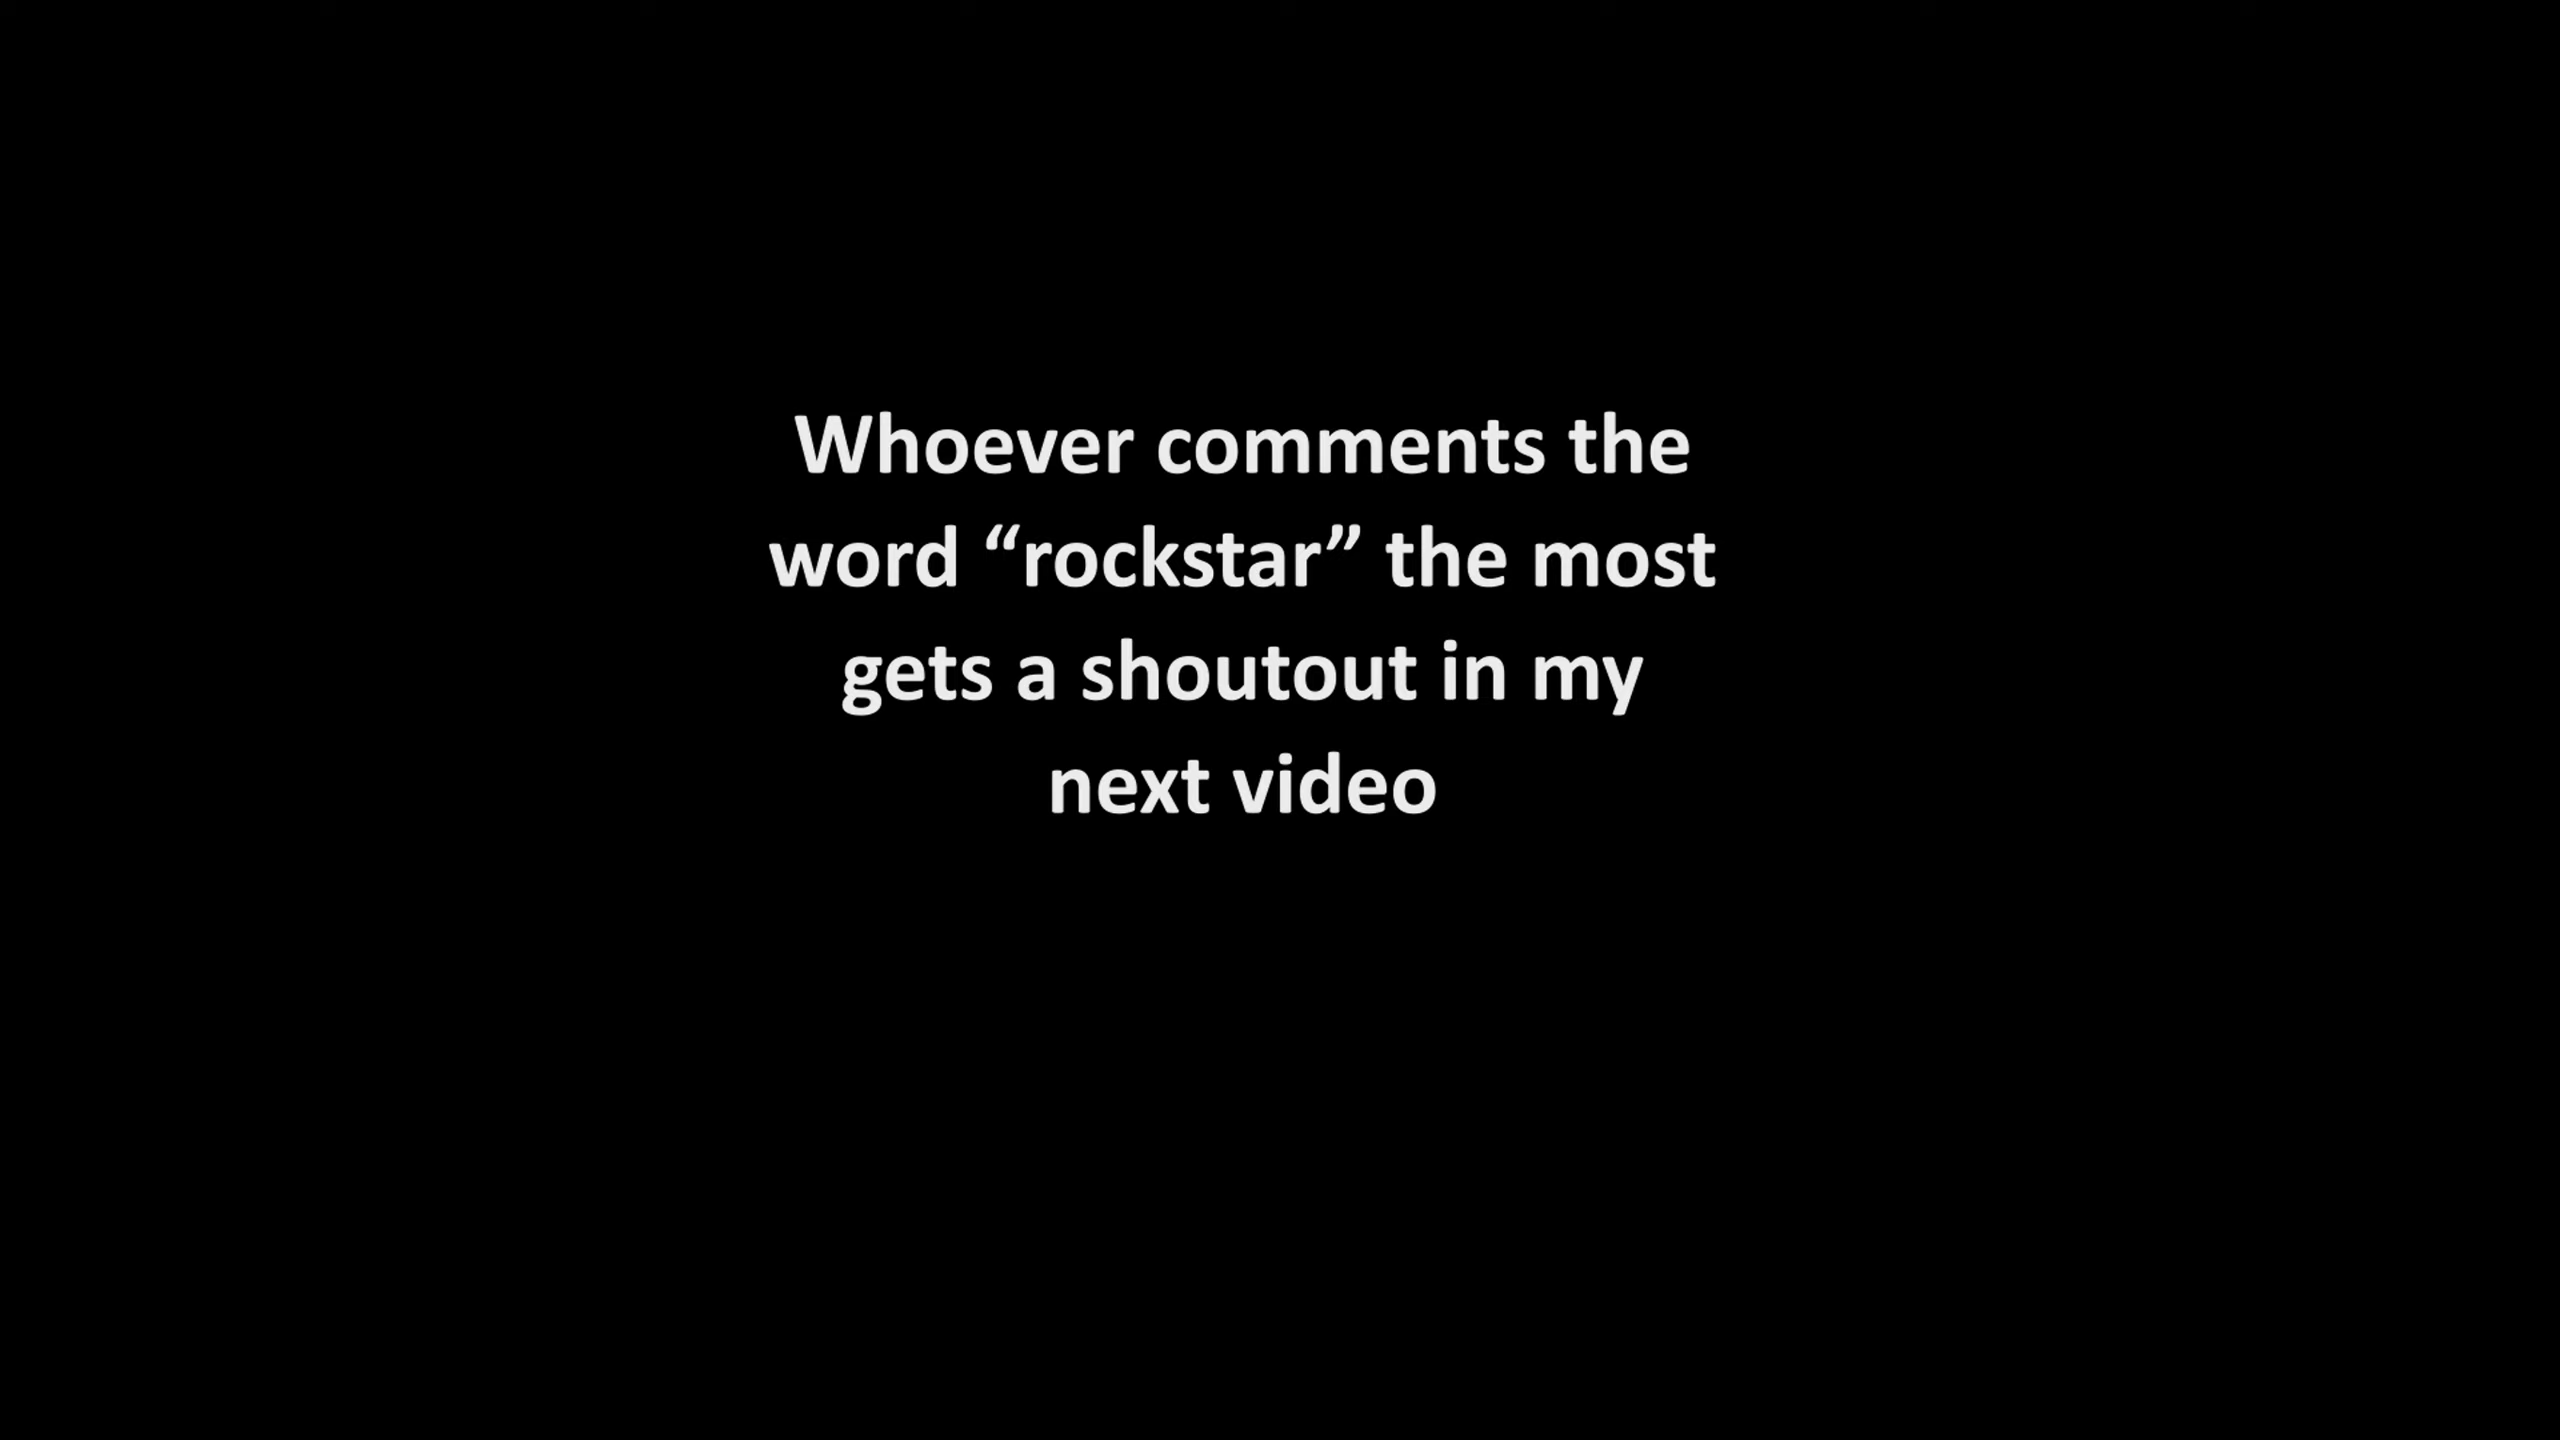 Whoever comments the
word “rockstar” the most
gets a shoutout in my
next video